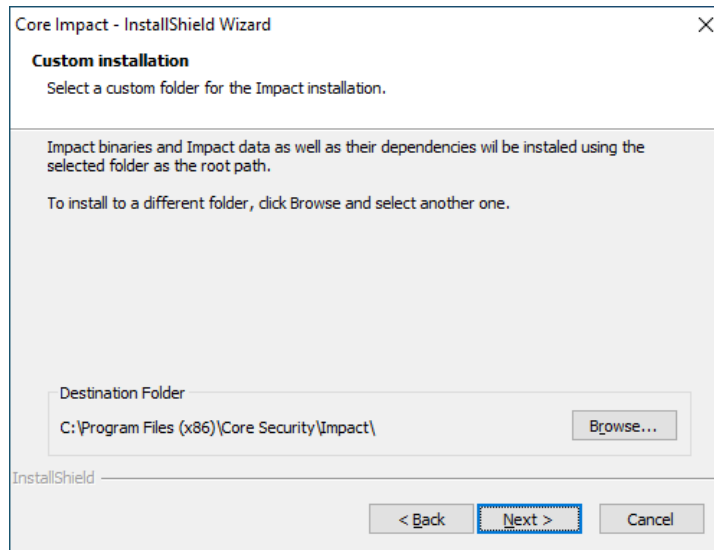 Core Impact - InstallShield Wizard
Custom installation
Select a custom folder for the Impact installation.
Impact binaries and Impact data as well as their dependencies wil be instaled using the
selected folder as the root path.
To install to a different folder, click Browse and select another one.
Destination Folder
C:\Program Files (x86)\Core Security\Impact\
Browse...
InstallShield
< Back
Next >
Cancel